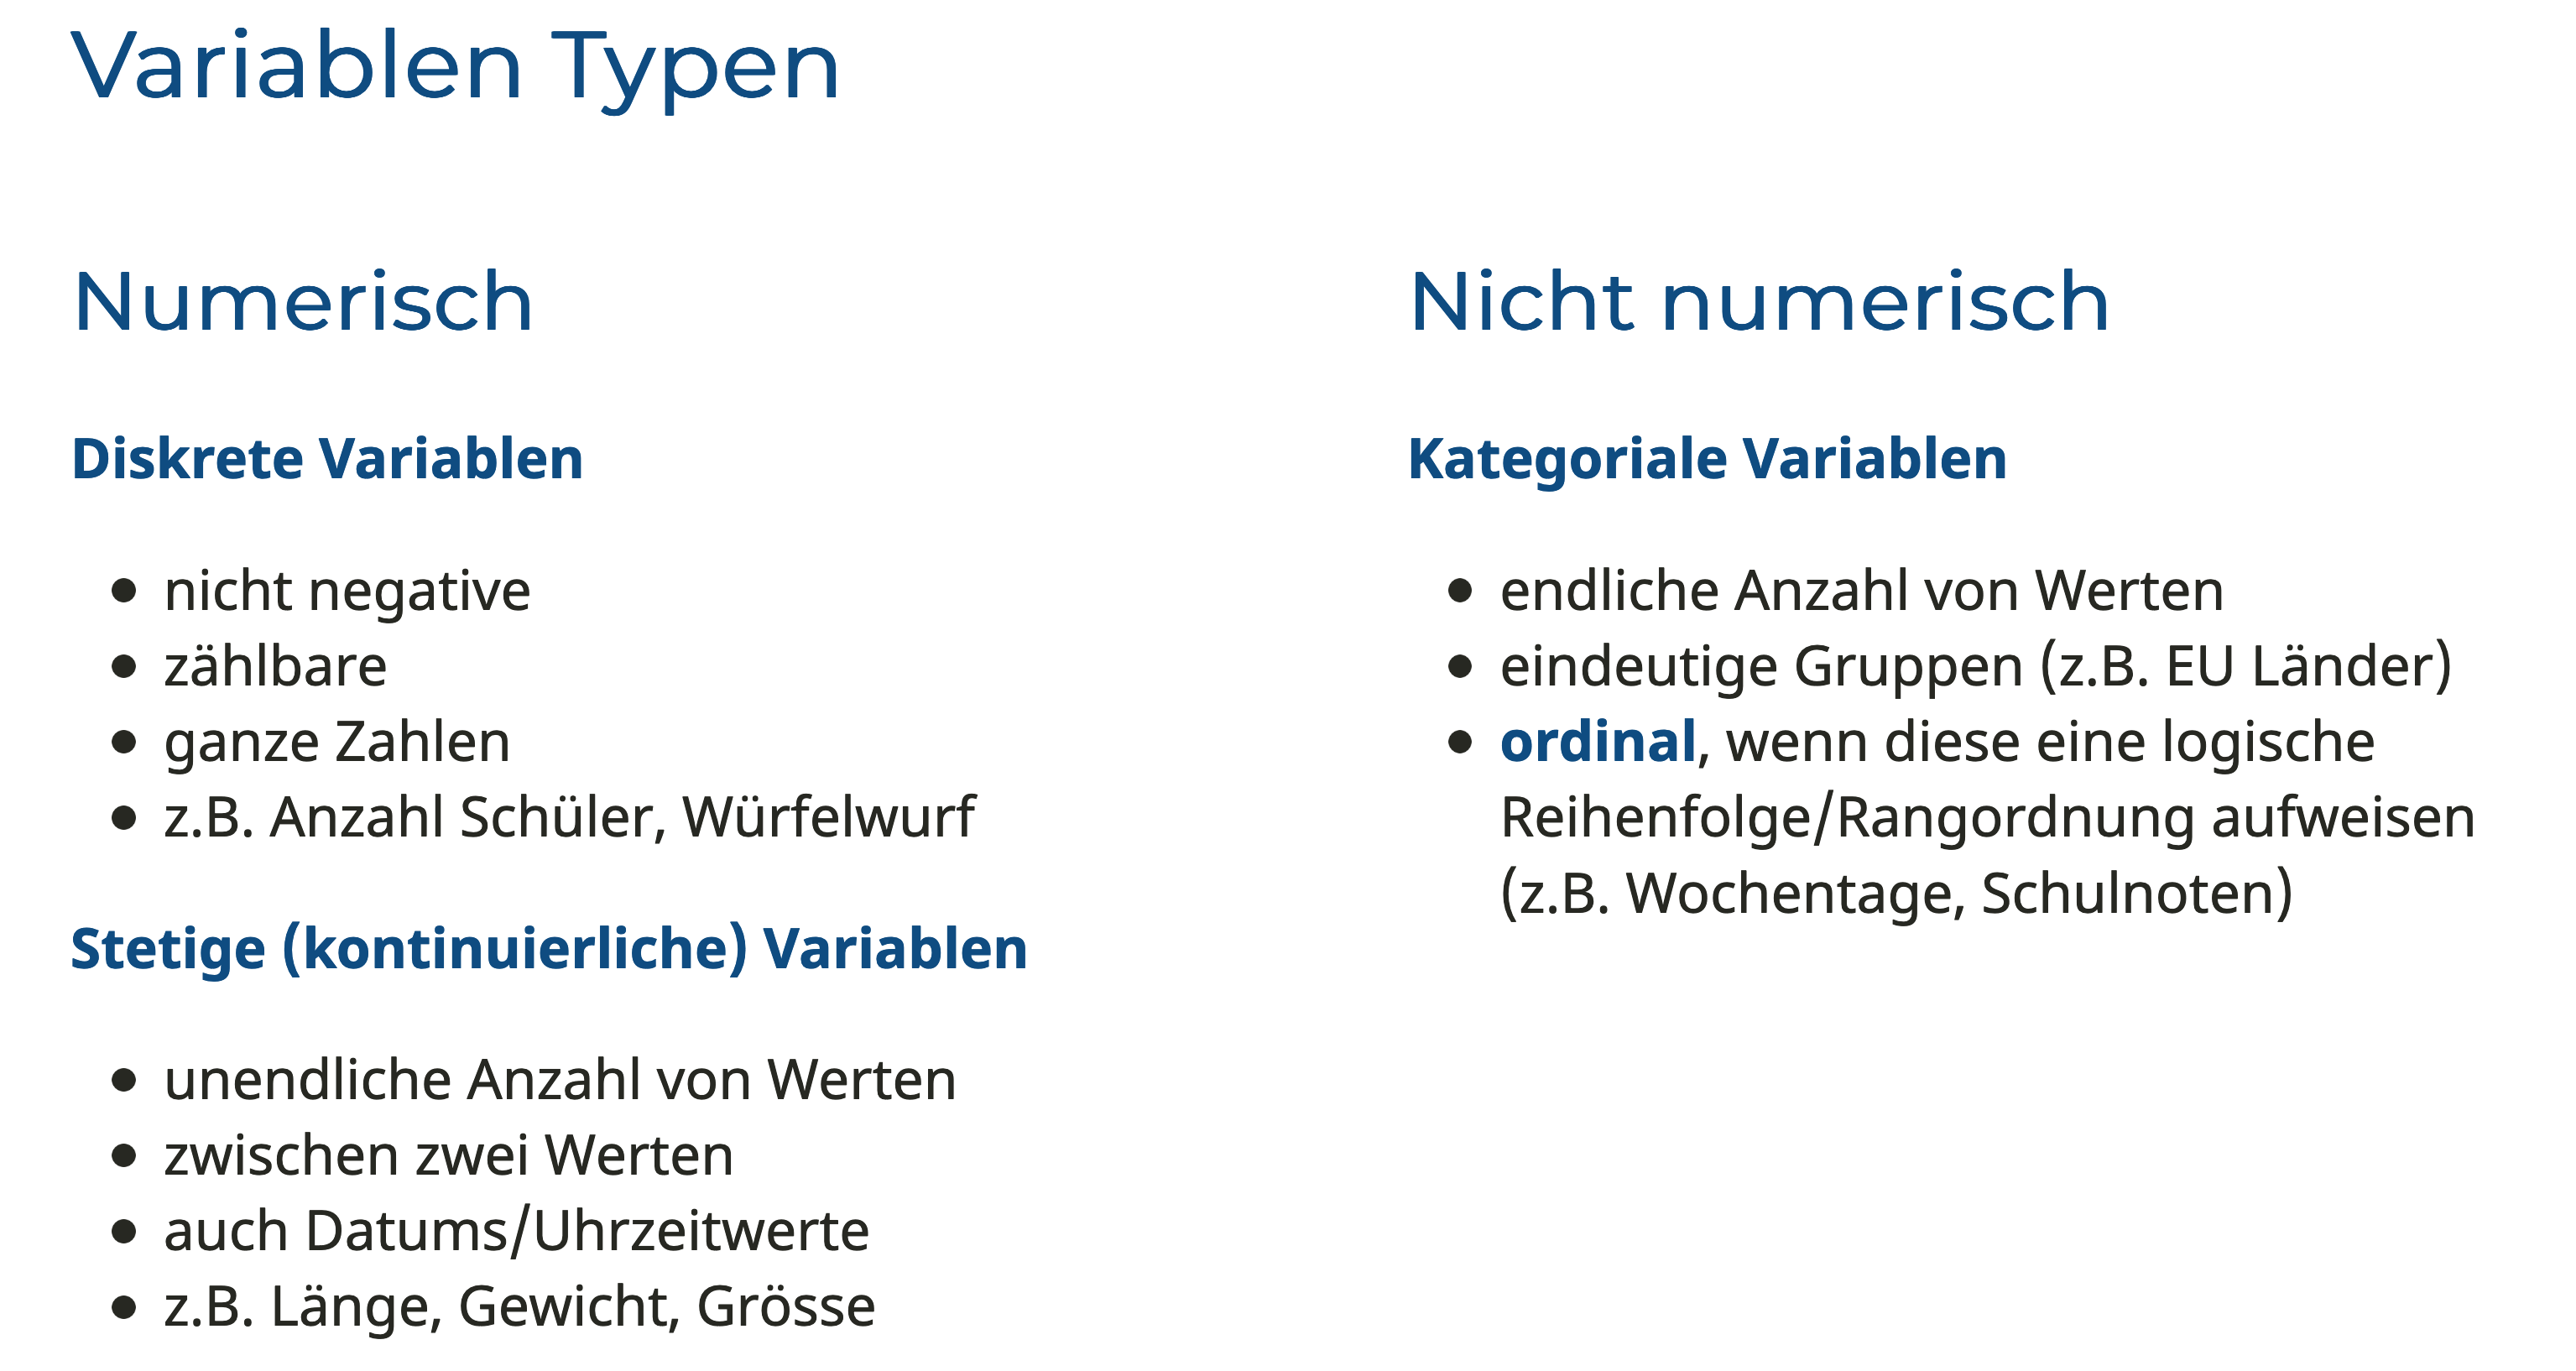 Variablen Typen
Numerisch
Diskrete Variablen
nicht negative
zählbare
ganze Zahlen
z.B. Anzahl Schüler, Würfelwurf
Stetige (kontinuierliche) Variablen
unendliche Anzahl von Werten
zwischen zwei Werten
auch Datums/Uhrzeitwerte
z.B. Länge, Gewicht, Grösse
Nicht numerisch
Kategoriale Variablen
endliche Anzahl von Werten
eindeutige Gruppen (z.B. EU Länder)
ordinal, wenn diese eine logische
Reihenfolge/Rangordnung aufweisen
(z.B. Wochentage, Schulnoten)